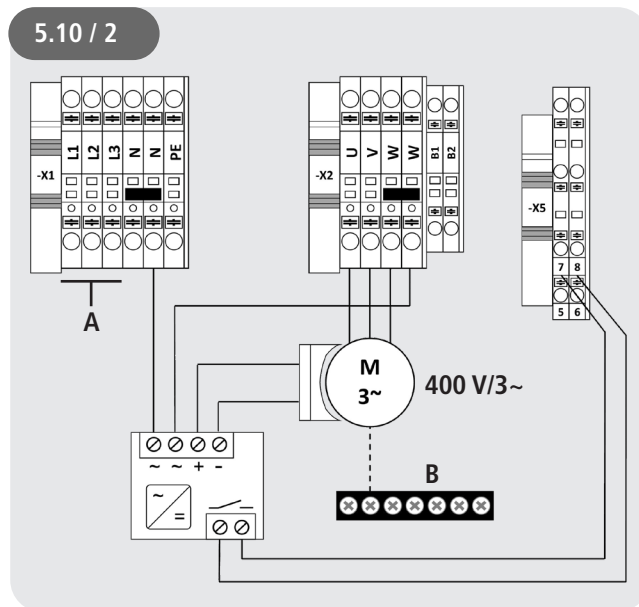 5.10 / 2
-X1
L1
L2
L3
N
N
PE
-X2
U
V
W
W
B1
B2
-X5
7 8
5 6
A
M
3~
400 V/3~
B
~ ~ + -
~
=